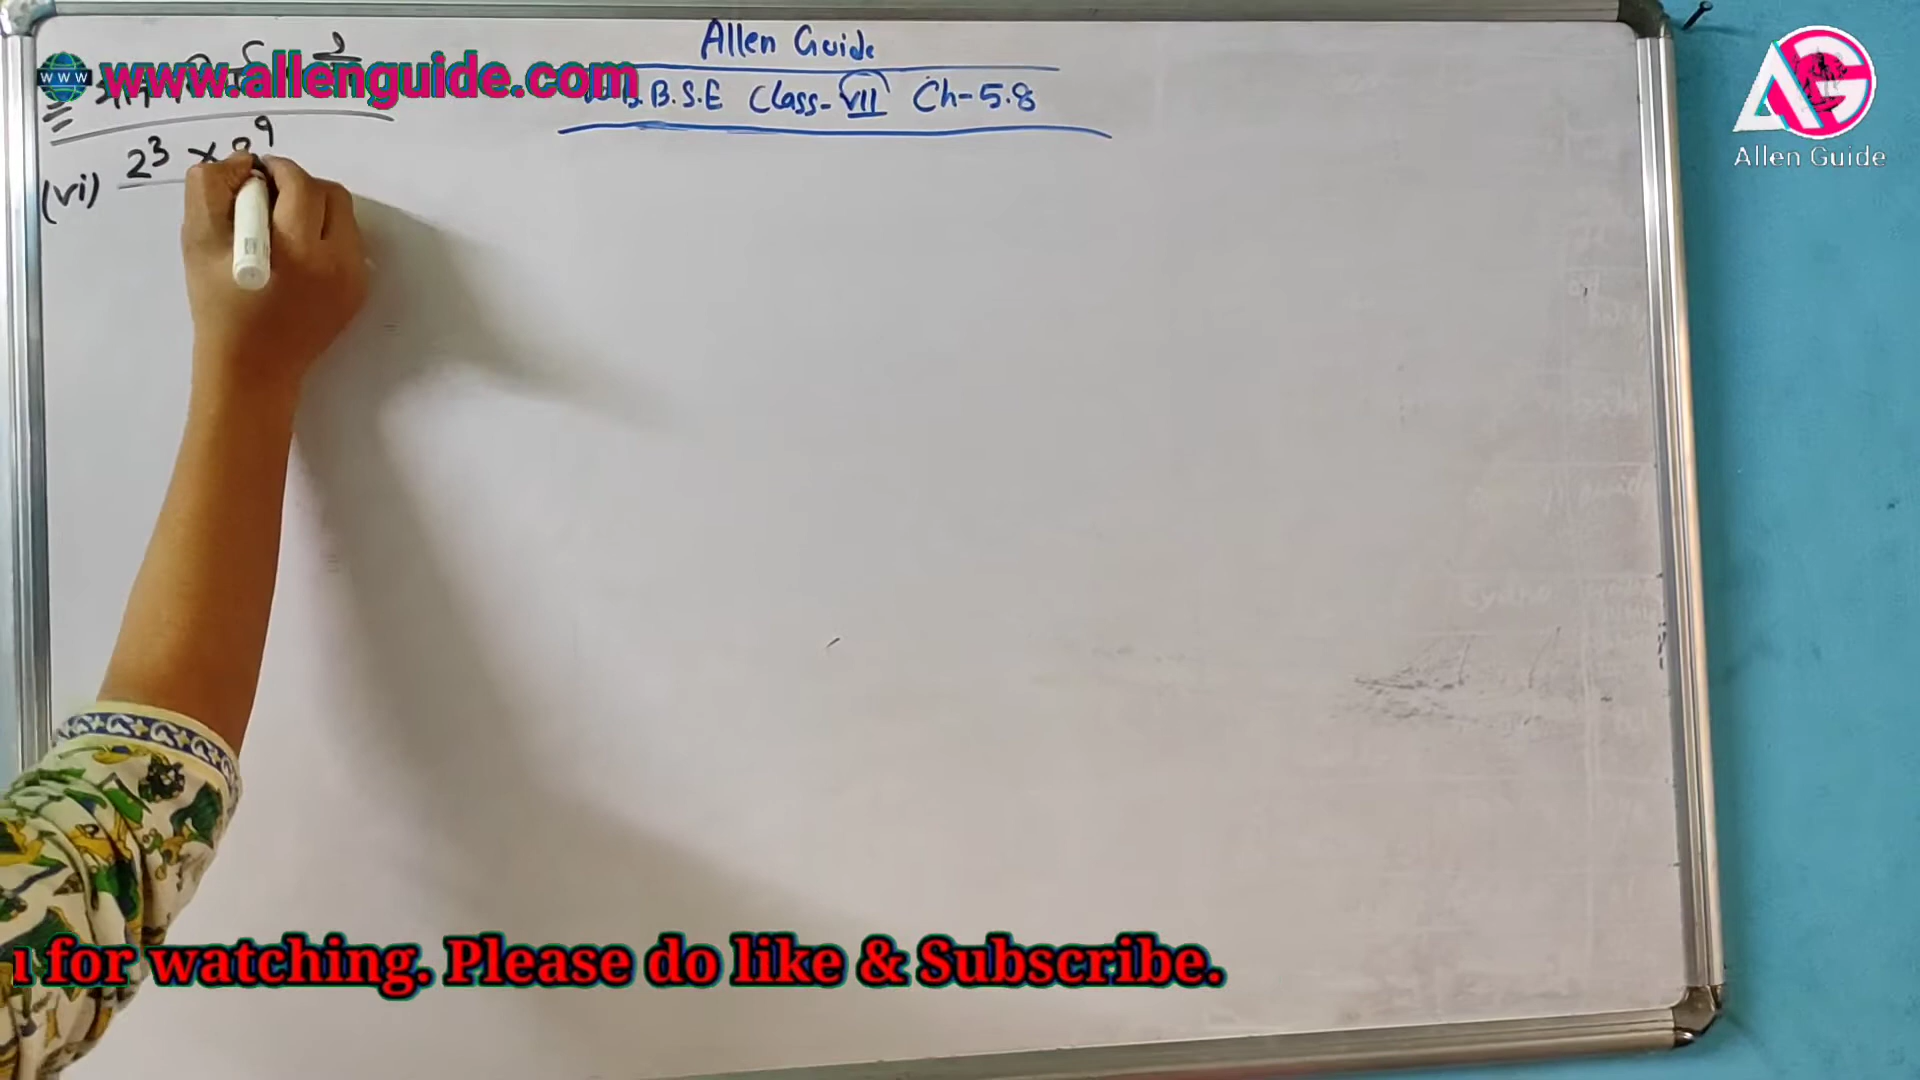 Allen Guide
www.allenguide.com
B.S.E Class-VII Ch-5.8
(vi) 2³ × 9
Allen Guide
for watching. Please do like & Subscribe.